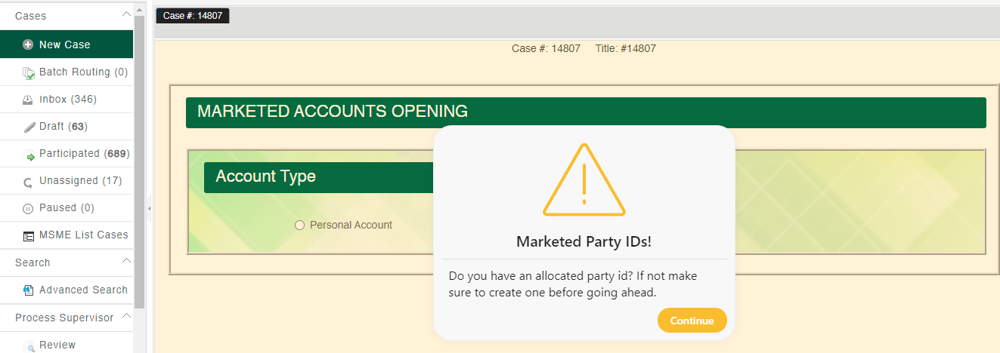 Cases
New Case
Batch Routing (0)
Inbox (346)
Draft (63)
Participated (689)
Unassigned (17)
Paused (0)
MSME List Cases
Search
Advanced Search
Process Supervisor
Review
Case #: 14807
Case #: 14807 Title: #14807
MARKETED ACCOUNTS OPENING
Account Type
Personal Account
Marketed Party IDs!
Do you have an allocated party id? If not make
sure to create one before going ahead.
Continue